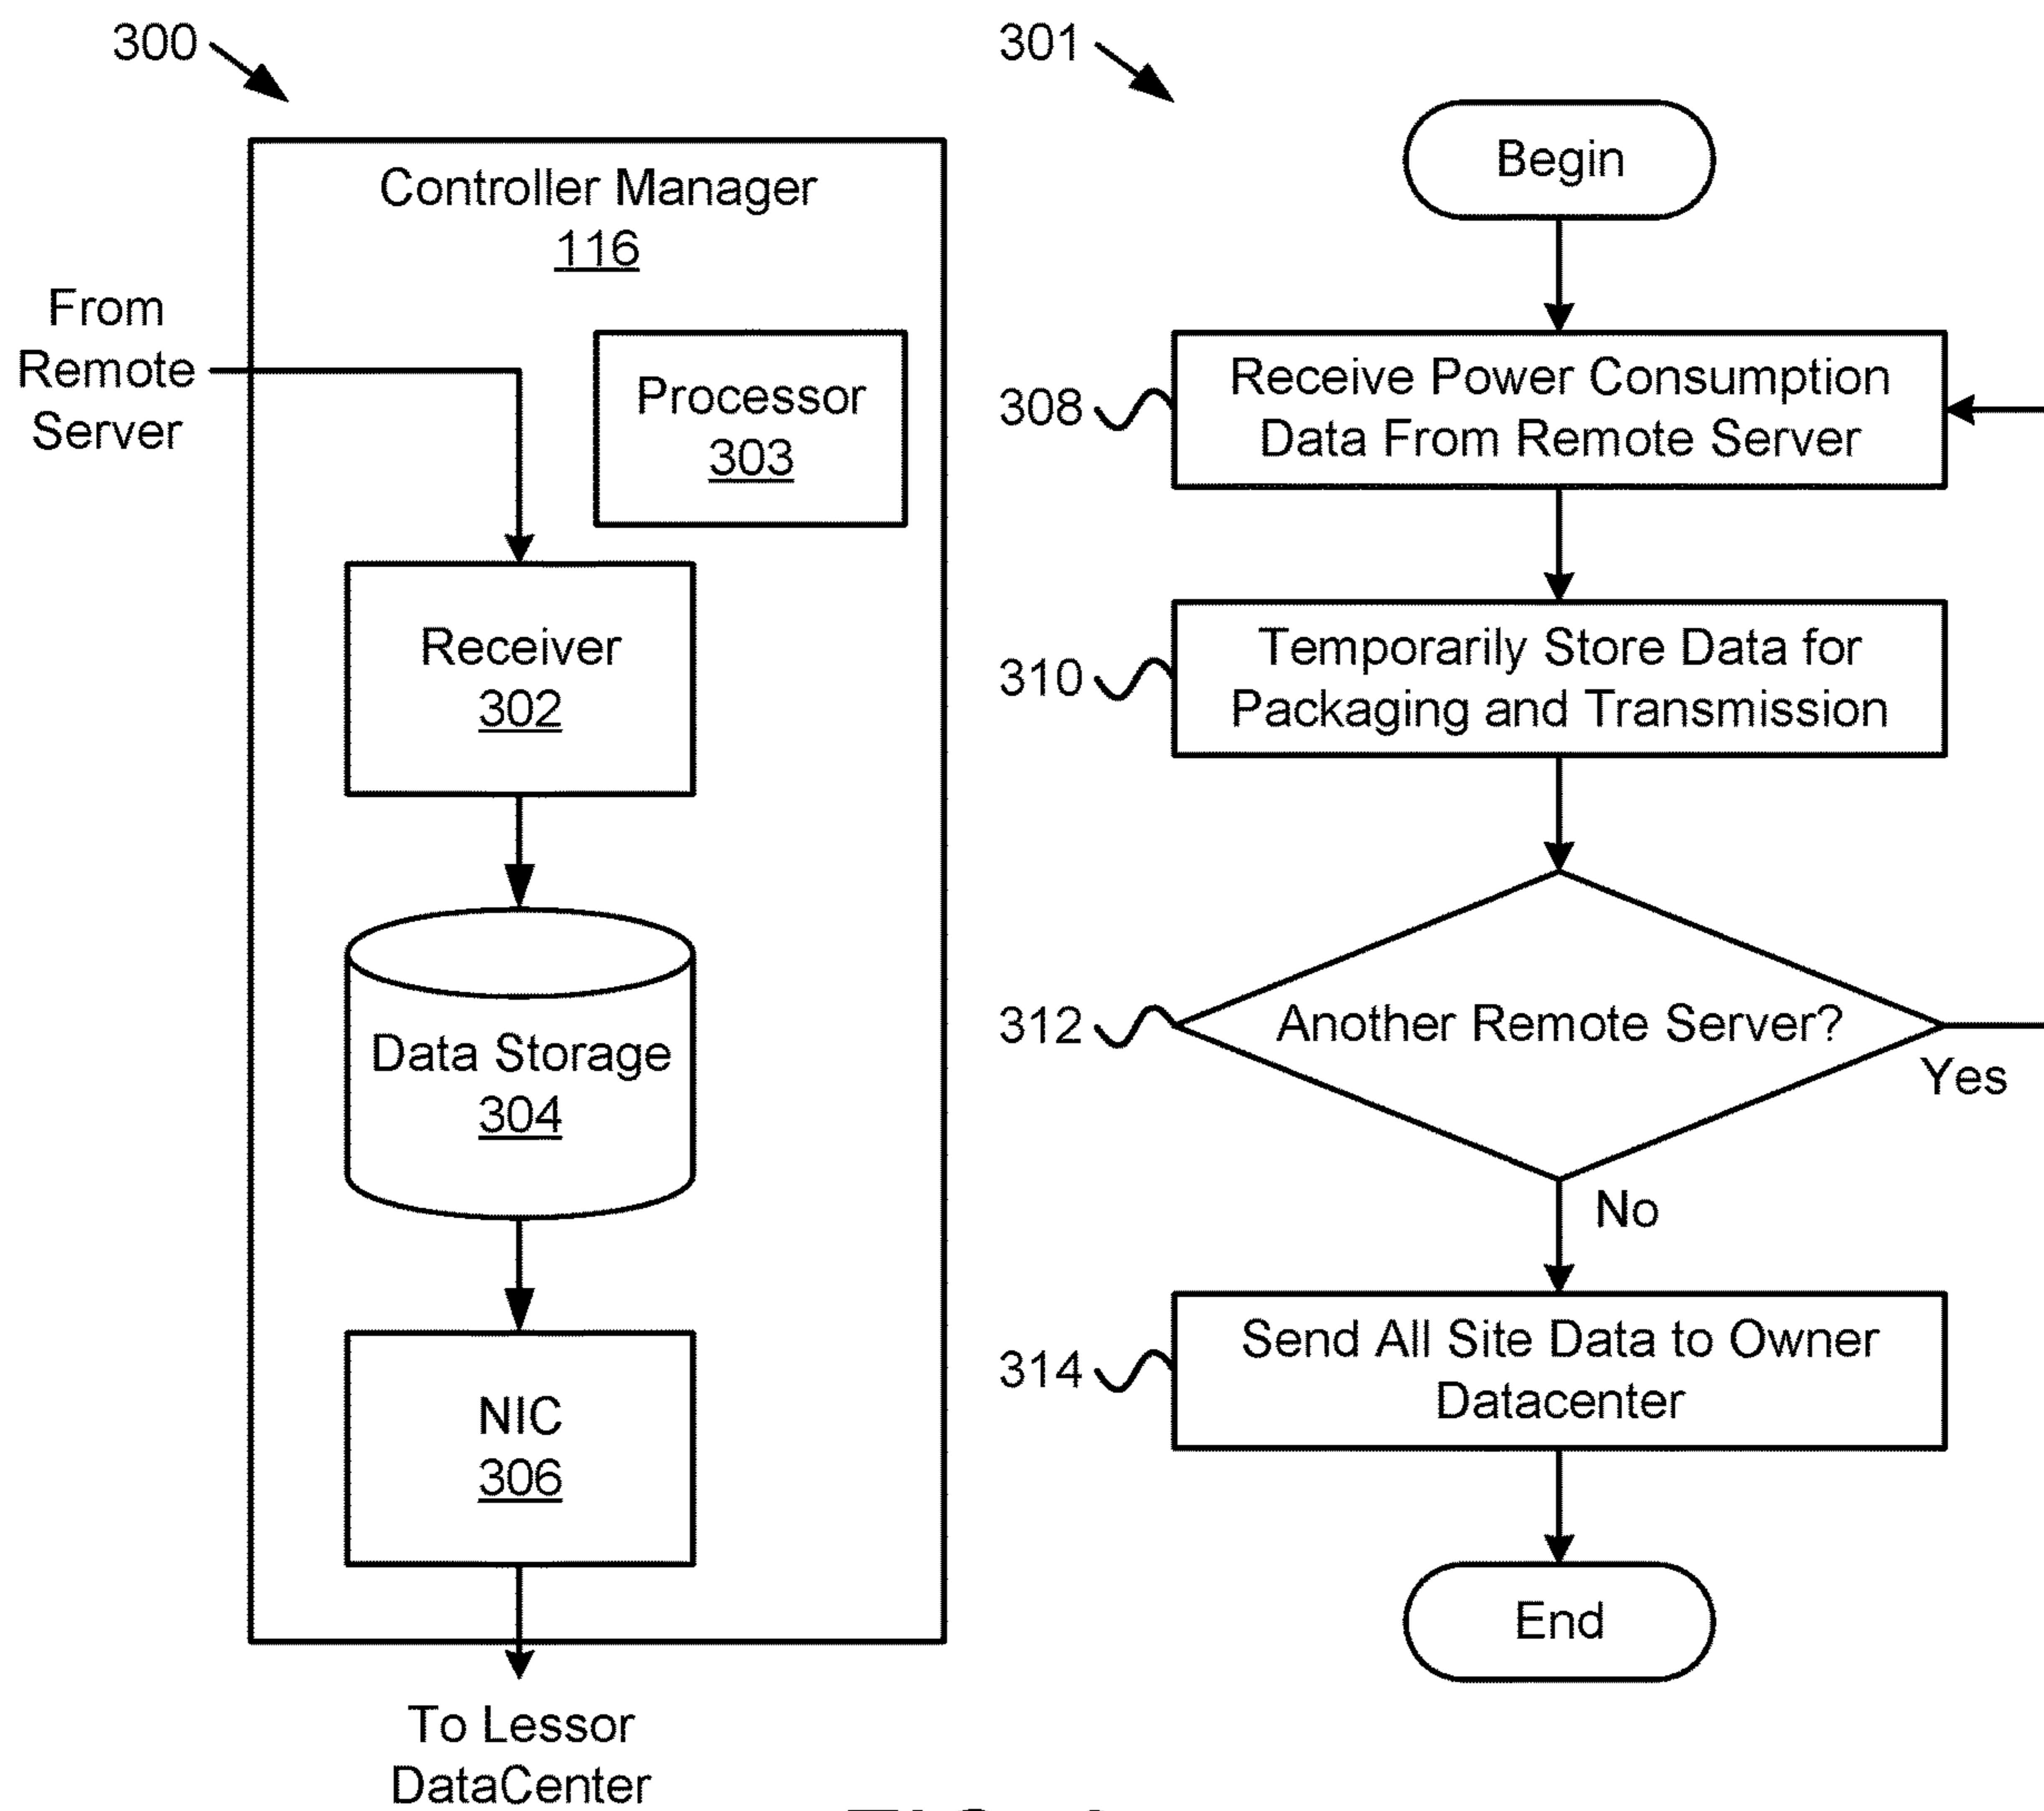 300
Controller Manager
116
From
Remote
Server
Processor
303
Receiver
302
Data Storage
304
NIC
306
To Lessor
DataCenter
301
Begin
308
Receive Power Consumption
Data From Remote Server
310
Temporarily Store Data for
Packaging and Transmission
312
Another Remote Server?
Yes
No
314
Send All Site Data to Owner
Datacenter
End